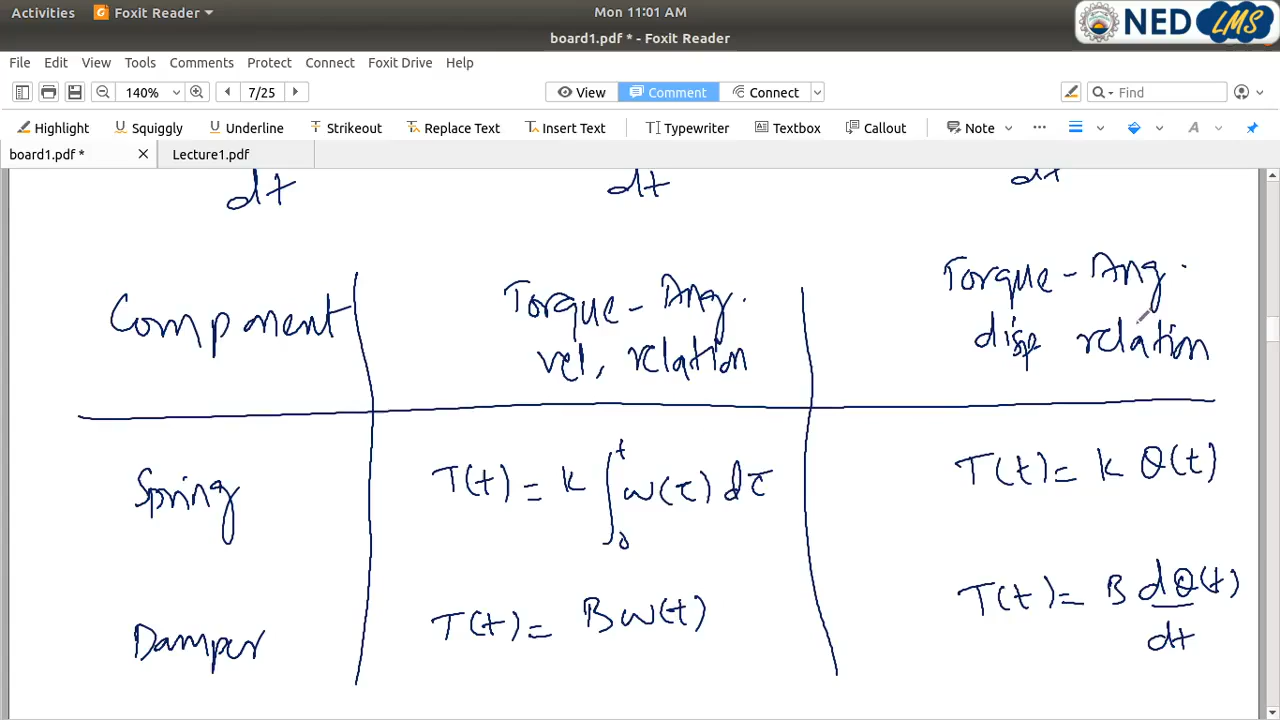 Activities
Foxit Reader
Mon 11:01 AM
NED LMS
board1.pdf * - Foxit Reader
File Edit View Tools Comments Protect Connect Foxit Drive Help
140% 7/25 View Comment Connect Find
Highlight Squiggly Underline Strikeout Replace Text Insert Text Typewriter Textbox Callout Note
board1.pdf * Lecture1.pdf
dt dt dt
Component
Torque - Ang.
vel. relation
Torque - Ang.
disp relation
Spring
T(t) = K ∫₀ᵗ ω(τ) dτ
T(t) = K θ(t)
Damper
T(t) = B ω(t)
T(t) = B dθ(t)
dt